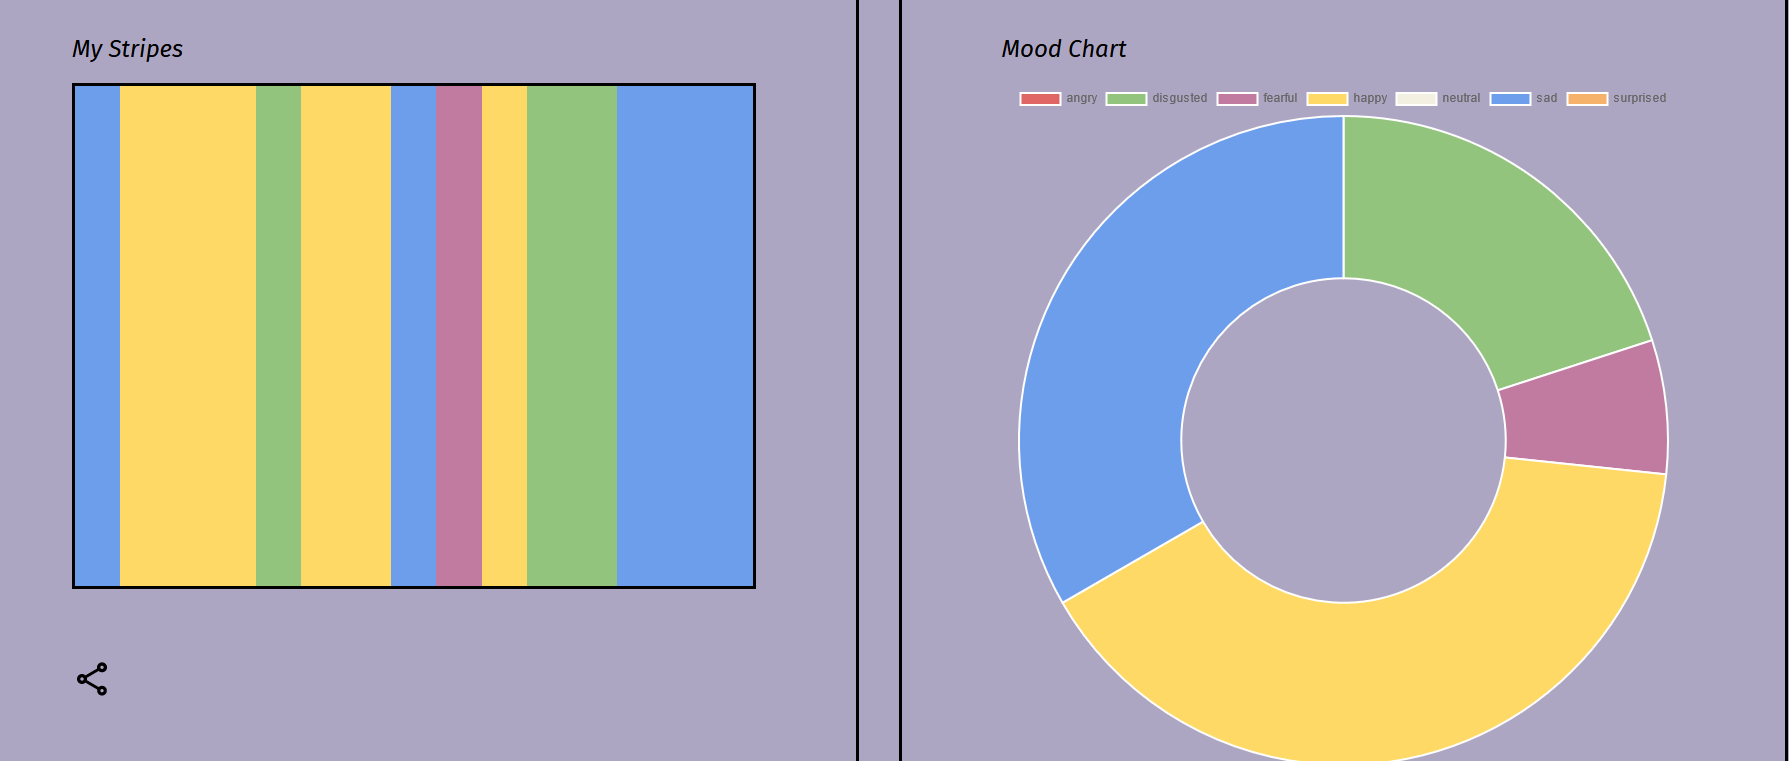 My Stripes
Mood Chart
angry disgusted fearful happy neutral sad surprised